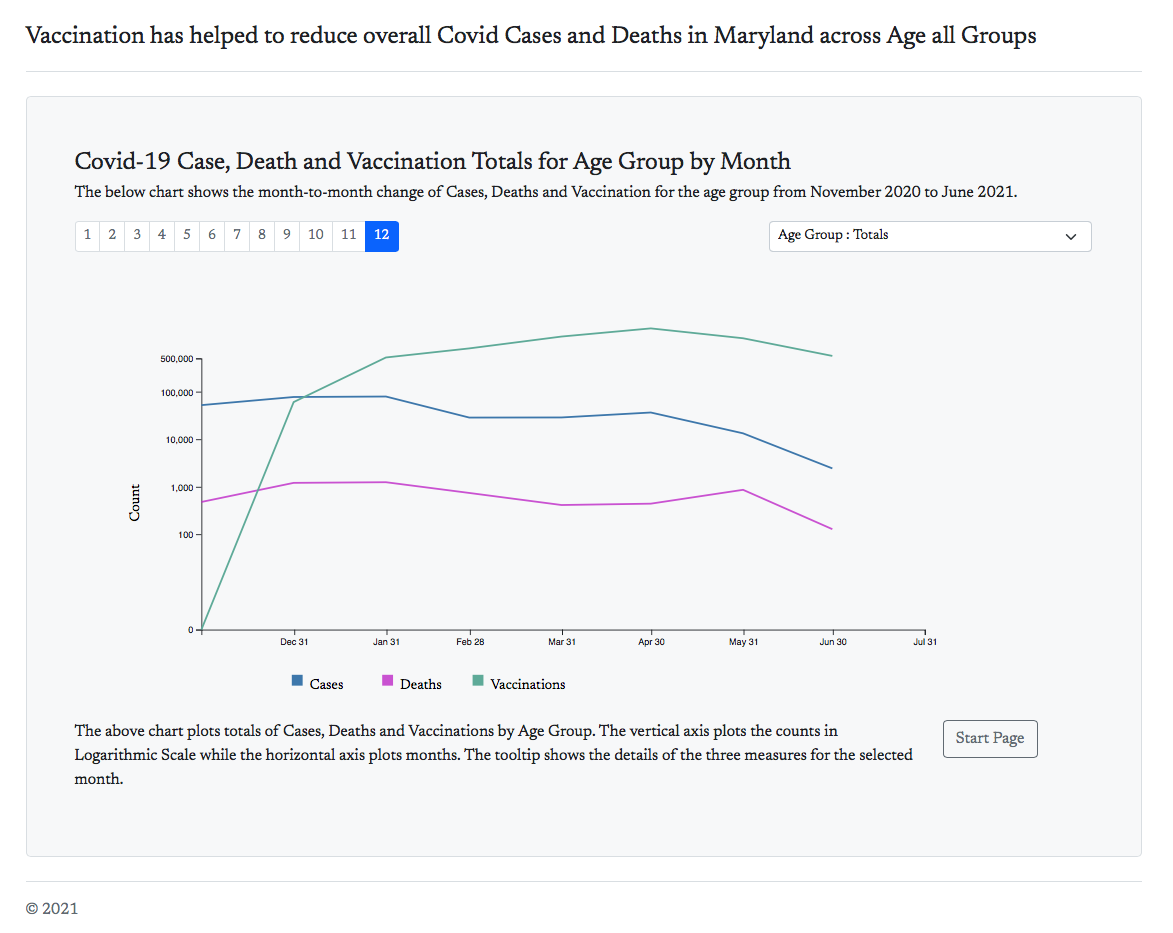 Vaccination has helped to reduce overall Covid Cases and Deaths in Maryland across Age all Groups
Covid-19 Case, Death and Vaccination Totals for Age Group by Month
The below chart shows the month-to-month change of Cases, Deaths and Vaccination for the age group from November 2020 to June 2021.
1 2 3 4 5 6 7 8 9 10 11 12
Age Group : Totals
500,000
100,000
10,000
1,000
100
0
Count
Dec 31 Jan 31 Feb 28 Mar 31 Apr 30 May 31 Jun 30 Jul 31
Cases Deaths Vaccinations
The above chart plots totals of Cases, Deaths and Vaccinations by Age Group. The vertical axis plots the counts in
Logarithmic Scale while the horizontal axis plots months. The tooltip shows the details of the three measures for the selected
month.
Start Page
© 2021